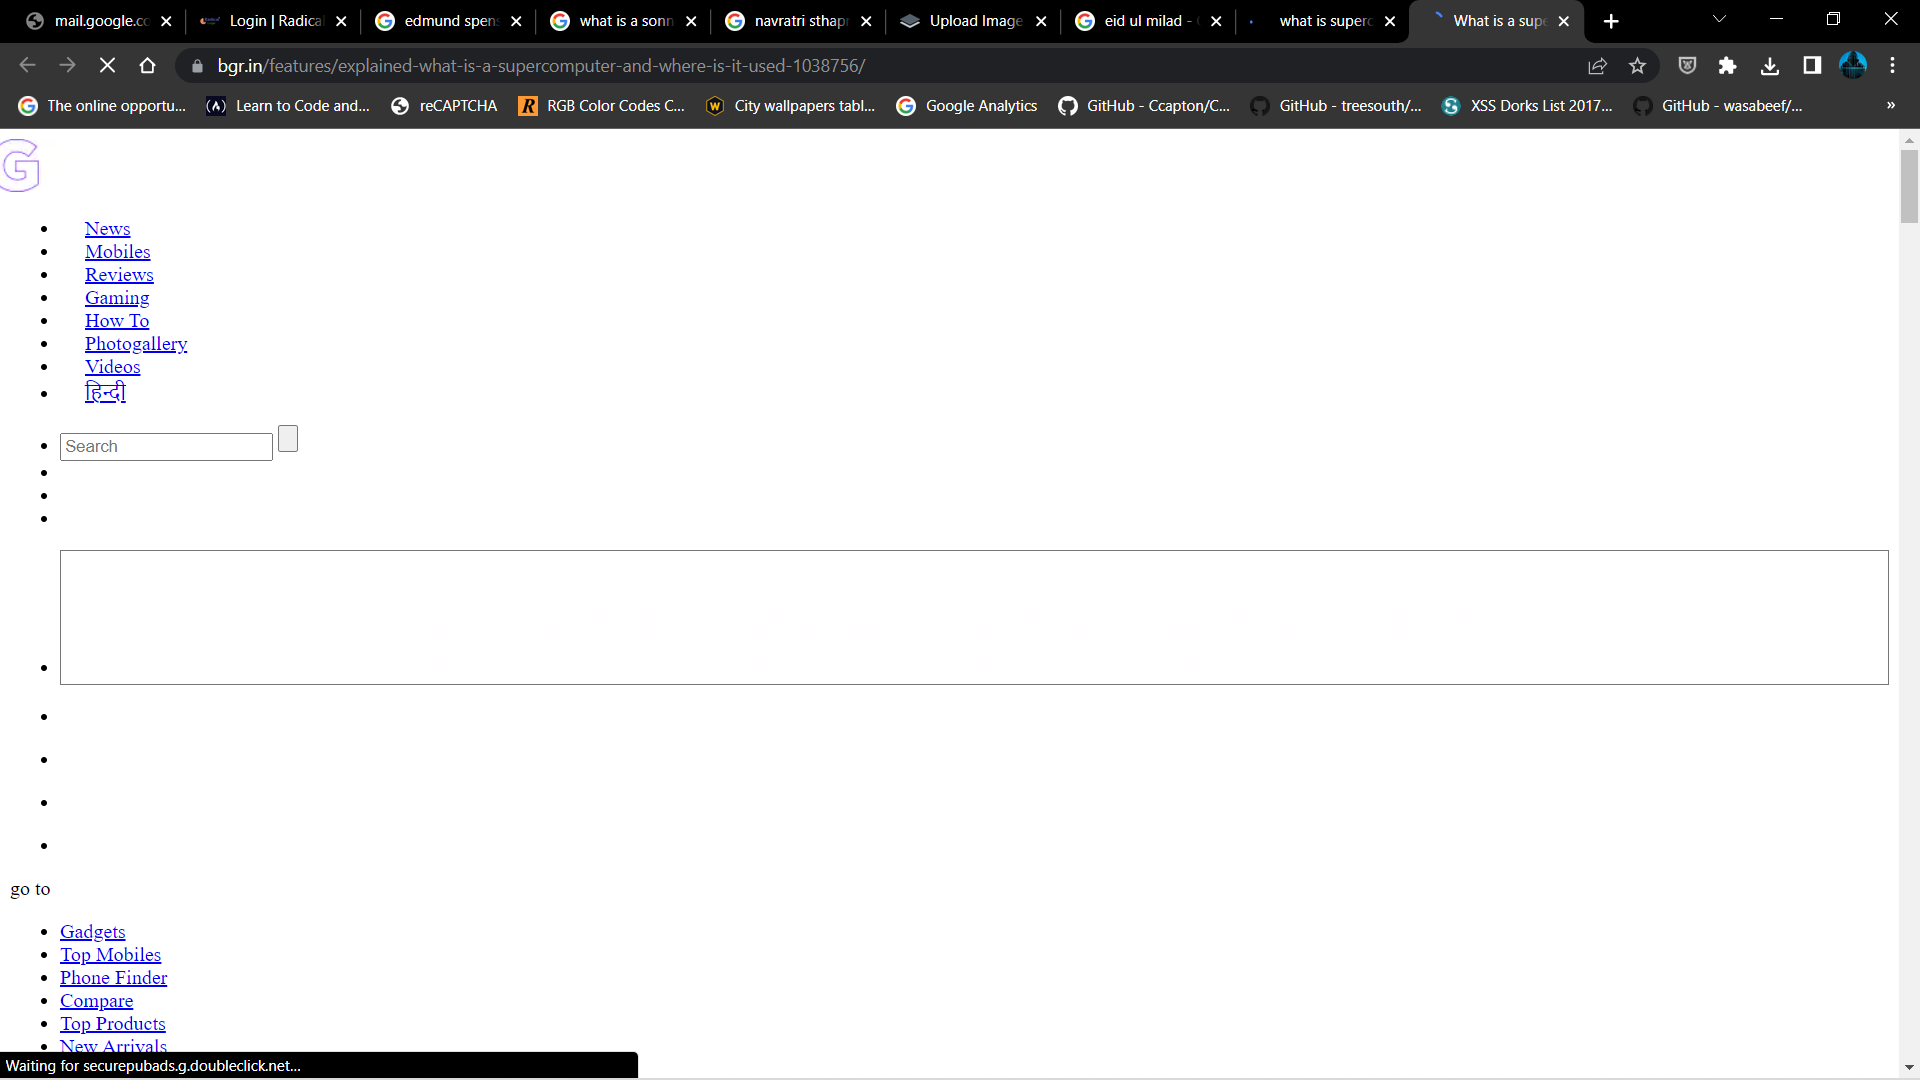 mail.google.co
Login | Radical
edmund spens
what is a sonn
navratri sthapn
Upload Image
eid ul milad - G
what is superc
What is a supe
bgr.in/features/explained-what-is-a-supercomputer-and-where-is-it-used-1038756/
The online opportu...
Learn to Code and...
reCAPTCHA
RGB Color Codes C...
City wallpapers tabl...
Google Analytics
GitHub - Ccapton/C...
GitHub - treesouth/...
XSS Dorks List 2017...
GitHub - wasabeef/...
»
G
News
Mobiles
Reviews
Gaming
How To
Photogallery
Videos
हिन्दी
Search
go to
Gadgets
Top Mobiles
Phone Finder
Compare
Top Products
New Arrivals
Waiting for securepubads.g.doubleclick.net...